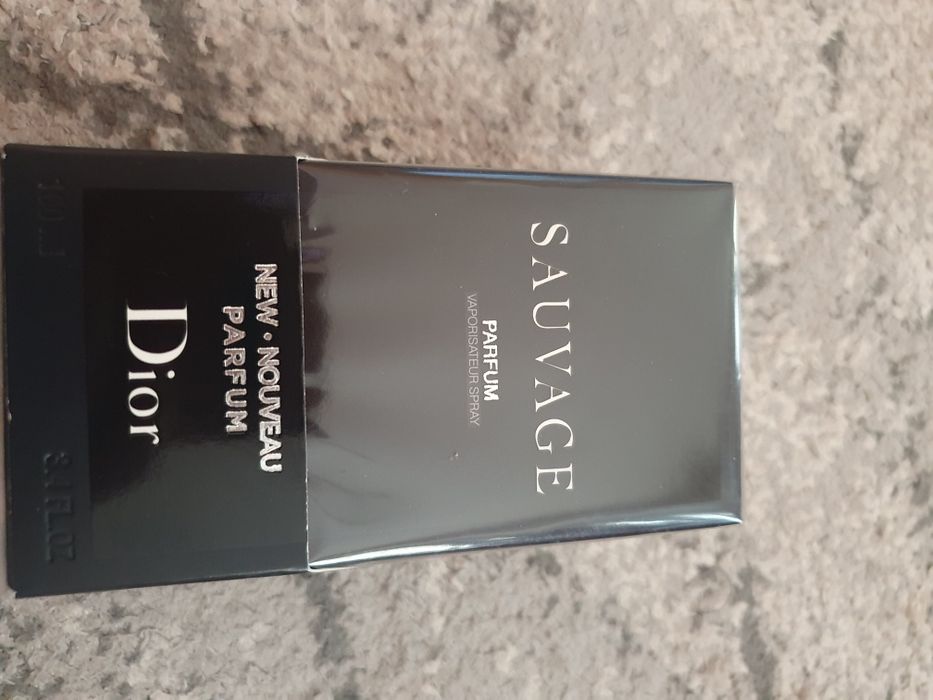 SAUVAGE
PARFUM
VAPORISATEUR SPRAY
NEW • NOUVEAU
PARFUM
Dior
100 ml 3.4 FL.OZ